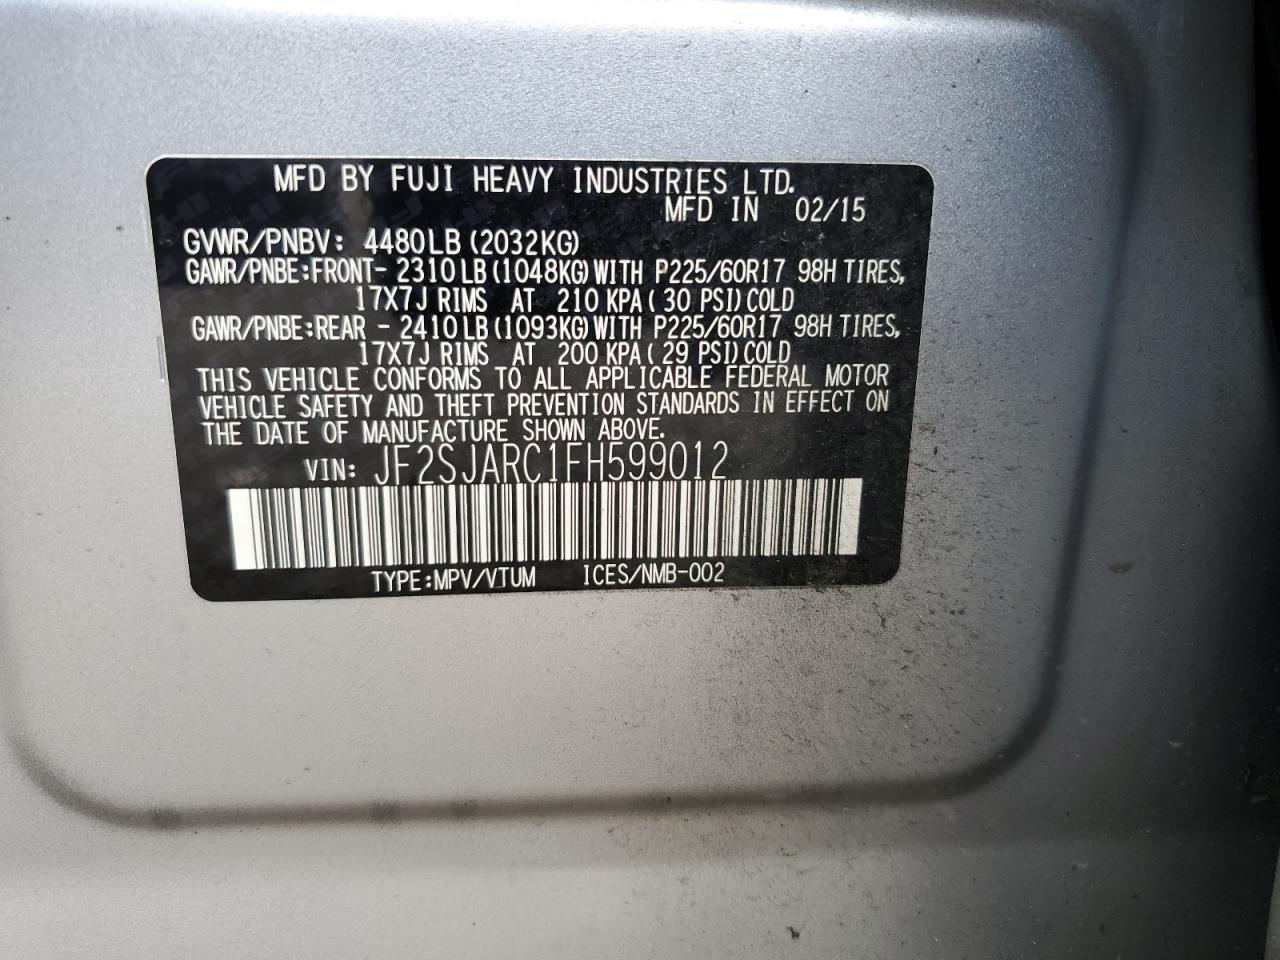 MFD BY FUJI HEAVY INDUSTRIES LTD.
MFD IN 02/15
GVWR/PNBV: 4480LB(2032KG)
GAWR/PNBE:FRONT- 2310LB(1048KG)WITH P225/60R17 98H TIRES,
17X7J RIMS AT 210 KPA(30 PSI)COLD
GAWR/PNBE:REAR - 2410LB(1093KG)WITH P225/60R17 98H TIRES,
17X7J RIMS AT 200 KPA(29 PSI)COLD
THIS VEHICLE CONFORMS TO ALL APPLICABLE FEDERAL MOTOR
VEHICLE SAFETY AND THEFT PREVENTION STANDARDS IN EFFECT ON
THE DATE OF MANUFACTURE SHOWN ABOVE.
VIN: JF2SJARC1FH599012
TYPE:MPV/VTUM ICES/NMB-002